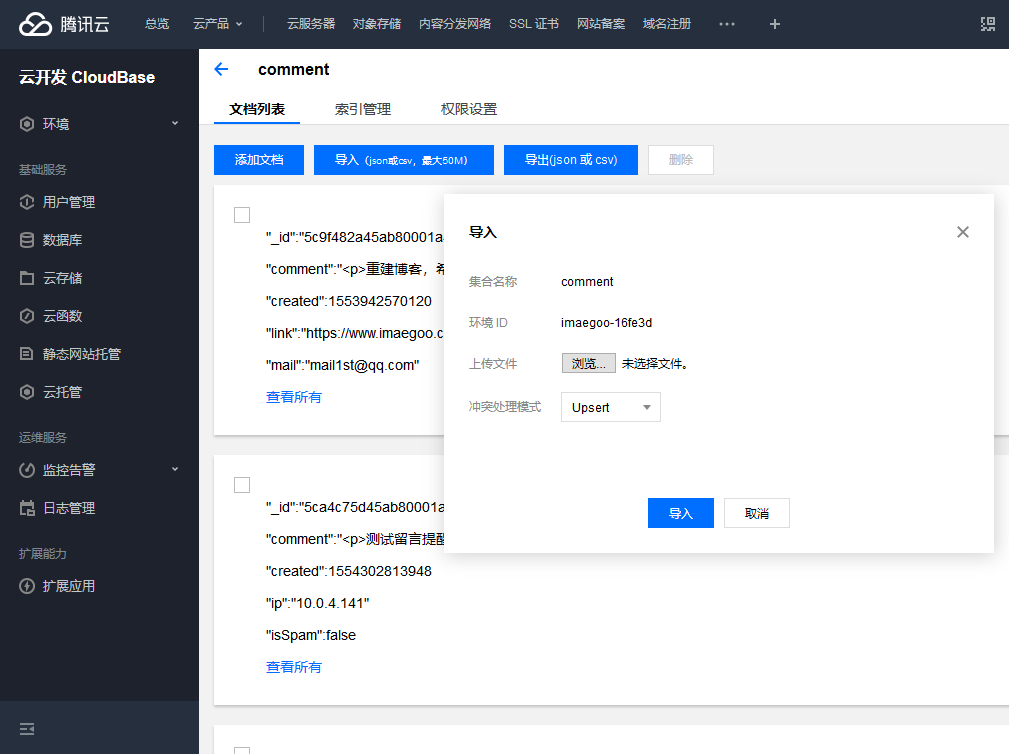 腾讯云 总览 云产品 云服务器 对象存储 内容分发网络 SSL 证书 网站备案 域名注册 ··· +
云开发 CloudBase
环境
基础服务
用户管理
数据库
云存储
云函数
静态网站托管
云托管
运维服务
监控告警
日志管理
扩展能力
扩展应用
comment
文档列表 索引管理 权限设置
添加文档 导入（json或csv，最大50M） 导出(json 或 csv) 删除
"_id":"5c9f482a45ab80001a
"comment":"<p>重建博客，希
"created":1553942570120
"link":"https://www.imaegoo.c
"mail":"mail1st@qq.com"
查看所有
"_id":"5ca4c75d45ab80001a
"comment":"<p>测试留言提醒
"created":1554302813948
"ip":"10.0.4.141"
"isSpam":false
查看所有
导入
集合名称 comment
环境 ID imaegoo-16fe3d
上传文件 浏览... 未选择文件。
冲突处理模式 Upsert
导入 取消